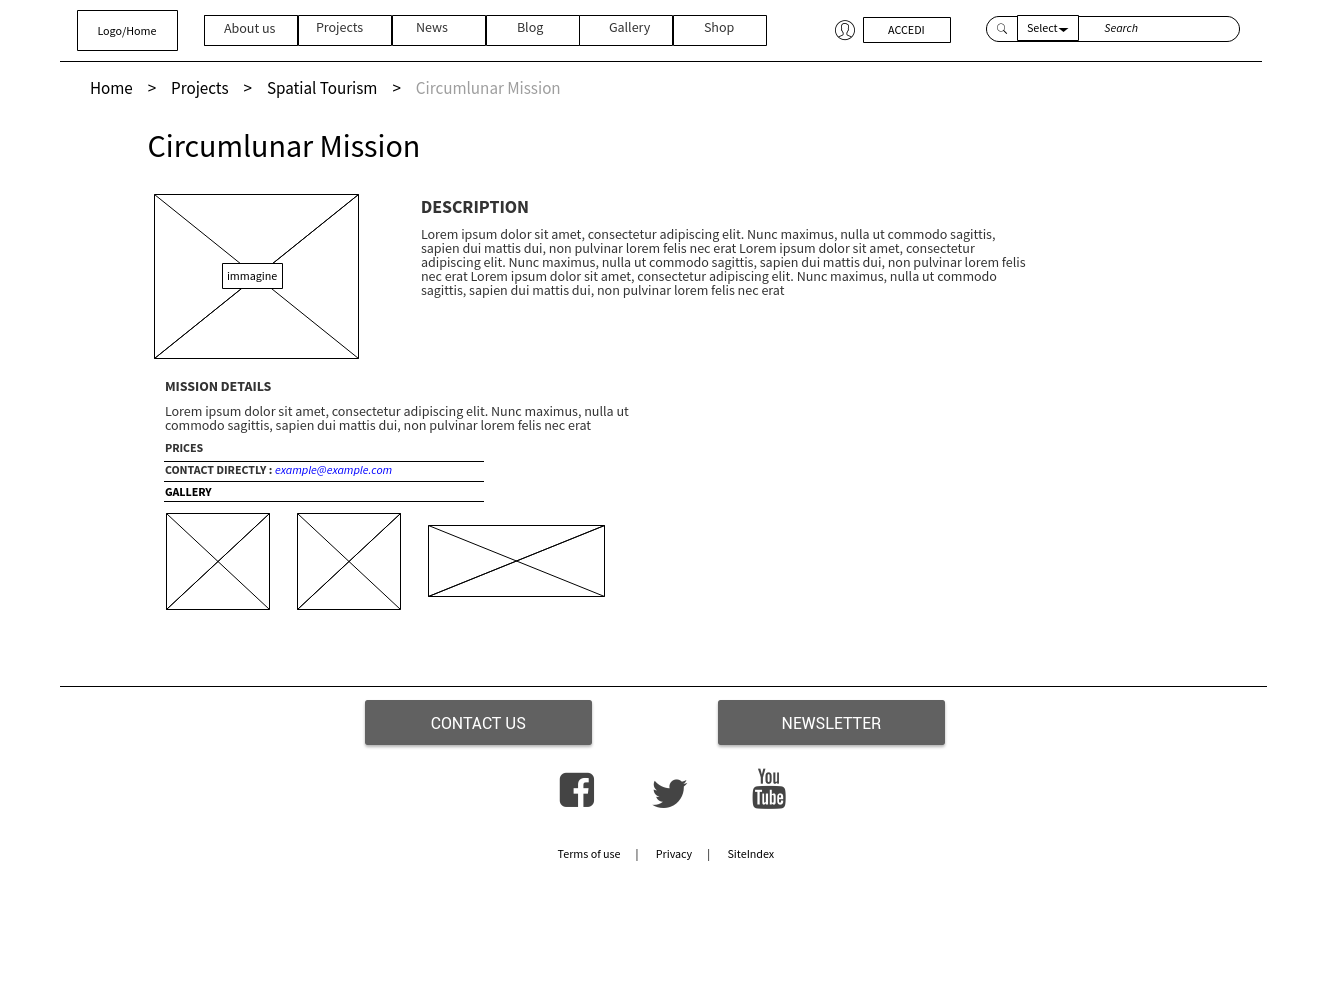 Logo/Home About us Projects News Blog Gallery Shop ACCEDI Select Search
Home > Projects > Spatial Tourism > Circumlunar Mission
Circumlunar Mission
immagine
DESCRIPTION
Lorem ipsum dolor sit amet, consectetur adipiscing elit. Nunc maximus, nulla ut commodo sagittis,
sapien dui mattis dui, non pulvinar lorem felis nec erat Lorem ipsum dolor sit amet, consectetur
adipiscing elit. Nunc maximus, nulla ut commodo sagittis, sapien dui mattis dui, non pulvinar lorem felis
nec erat Lorem ipsum dolor sit amet, consectetur adipiscing elit. Nunc maximus, nulla ut commodo
sagittis, sapien dui mattis dui, non pulvinar lorem felis nec erat
MISSION DETAILS
Lorem ipsum dolor sit amet, consectetur adipiscing elit. Nunc maximus, nulla ut
commodo sagittis, sapien dui mattis dui, non pulvinar lorem felis nec erat
PRICES
CONTACT DIRECTLY : example@example.com
GALLERY
CONTACT US NEWSLETTER
You
Tube
Terms of use | Privacy | SiteIndex